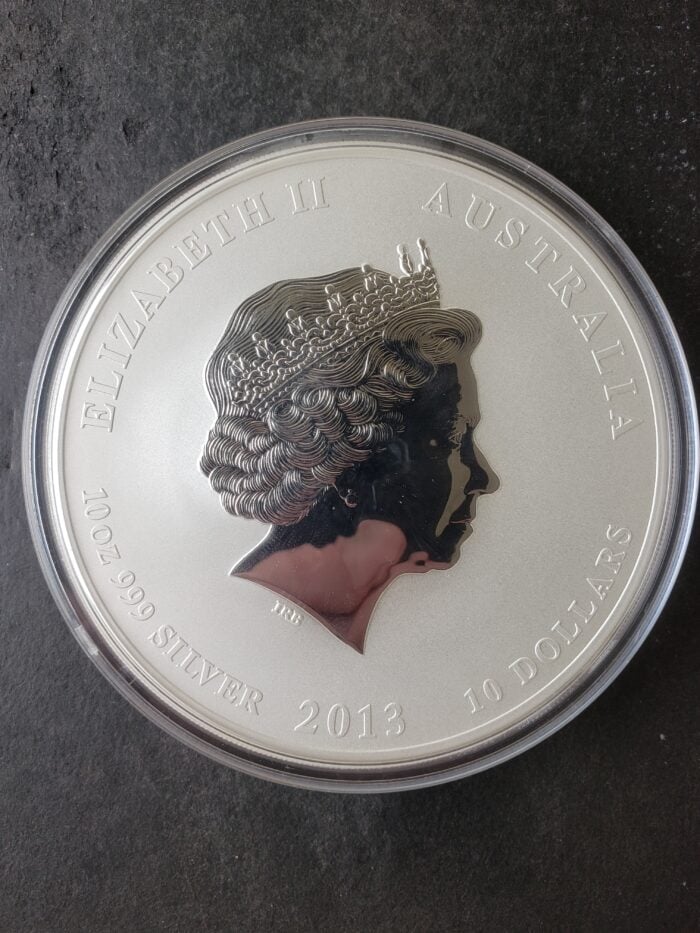 ELIZABETH II
AUSTRALIA
10 OZ 999 SILVER
2013
10 DOLLARS
IRB